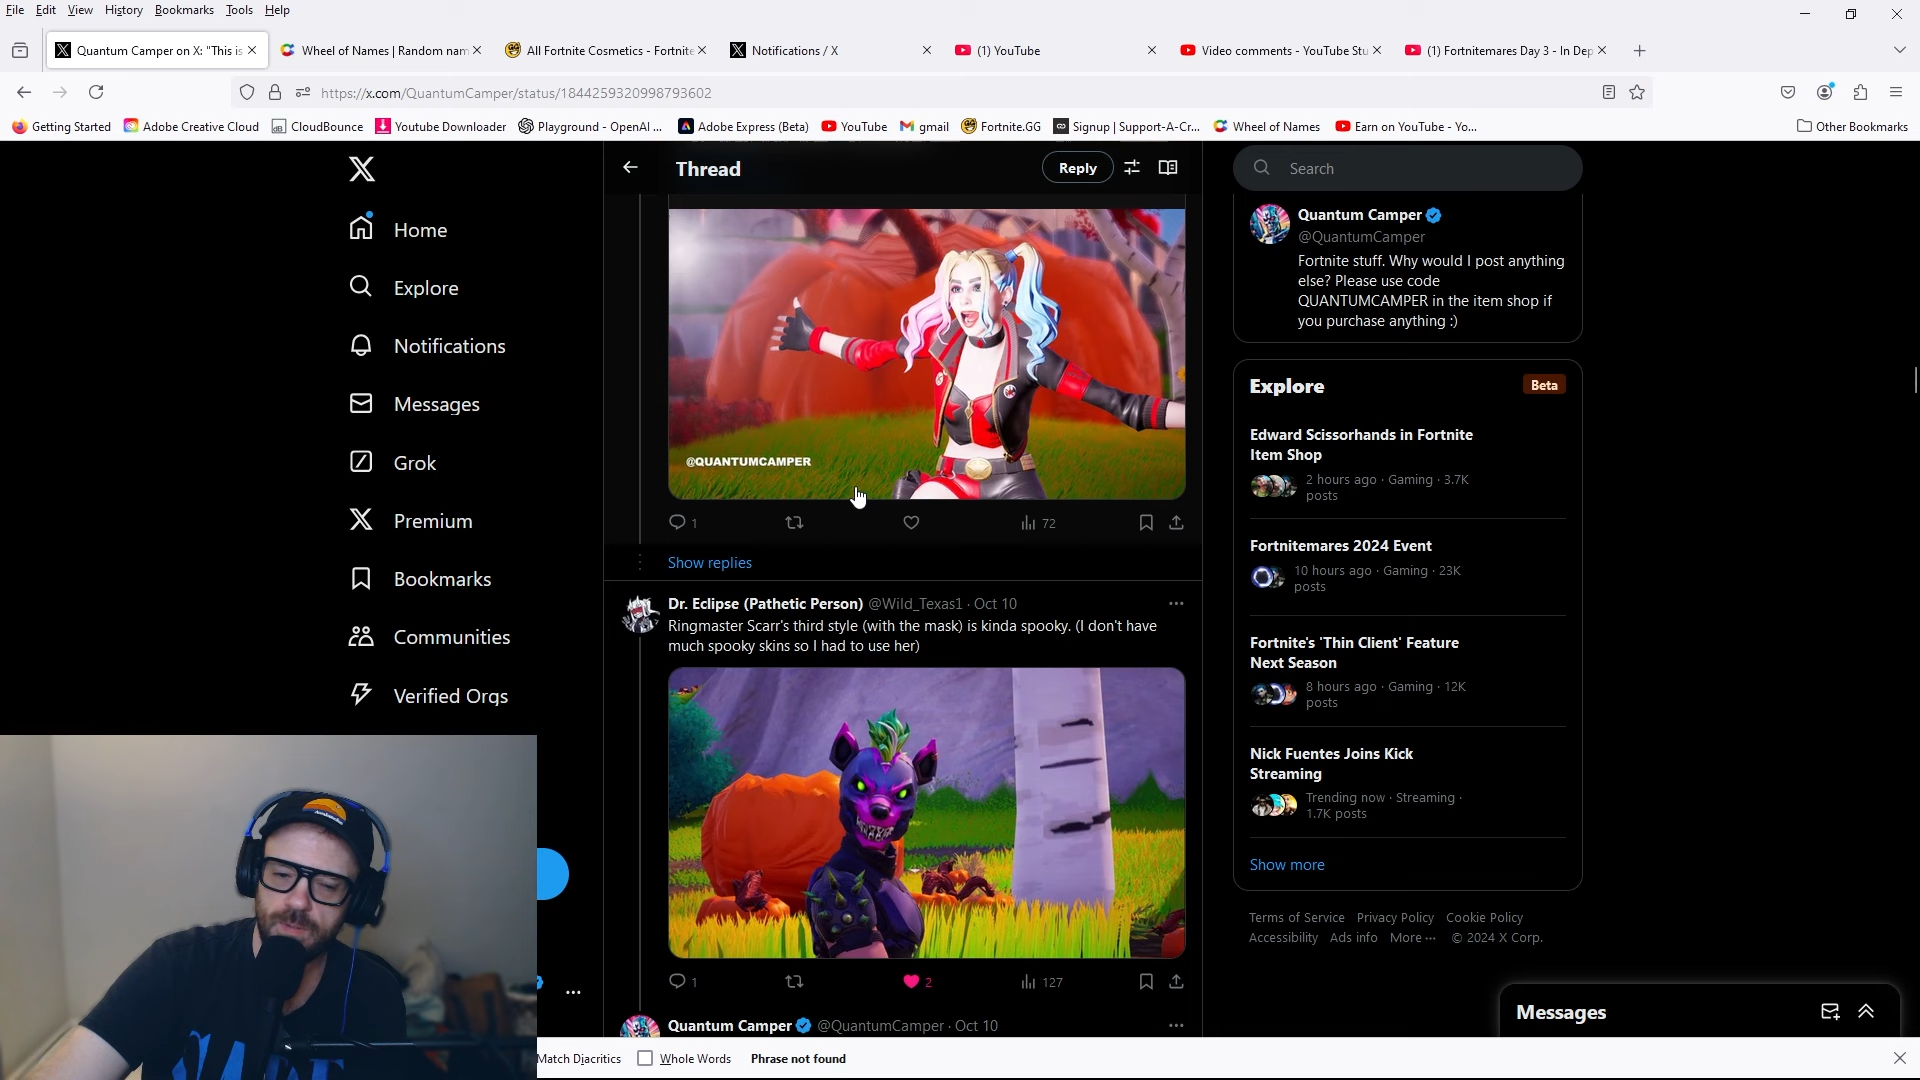 File Edit View History Bookmarks Tools Help
Quantum Camper on X: "This is
Wheel of Names | Random nam
All Fortnite Cosmetics - Fortnite
Notifications / X
(1) YouTube
Video comments - YouTube Stu
(1) Fortnitemares Day 3 - In Dep
https://x.com/QuantumCamper/status/1844259320998793602
Getting Started
Adobe Creative Cloud
CloudBounce
Youtube Downloader
Playground - OpenAI ...
Adobe Express (Beta)
YouTube
gmail
Fortnite.GG
Signup | Support-A-Cr...
Wheel of Names
Earn on YouTube - Yo...
Other Bookmarks
Home
Explore
Notifications
Messages
Grok
Premium
Bookmarks
Communities
Verified Orgs
Thread
Reply
@QUANTUMCAMPER
1
72
Show replies
Dr. Eclipse (Pathetic Person) @Wild_Texas1 · Oct 10
Ringmaster Scarr's third style (with the mask) is kinda spooky. (I don't have
much spooky skins so I had to use her)
1
2
127
Quantum Camper @QuantumCamper · Oct 10
Search
Quantum Camper
@QuantumCamper
Fortnite stuff. Why would I post anything
else? Please use code
QUANTUMCAMPER in the item shop if
you purchase anything :)
Explore
Beta
Edward Scissorhands in Fortnite
Item Shop
2 hours ago · Gaming · 3.7K
posts
Fortnitemares 2024 Event
10 hours ago · Gaming · 23K
posts
Fortnite's 'Thin Client' Feature
Next Season
8 hours ago · Gaming · 12K
posts
Nick Fuentes Joins Kick
Streaming
Trending now · Streaming ·
1.7K posts
Show more
Terms of Service Privacy Policy Cookie Policy
Accessibility Ads info More ··· © 2024 X Corp.
Messages
Match Diacritics
Whole Words
Phrase not found